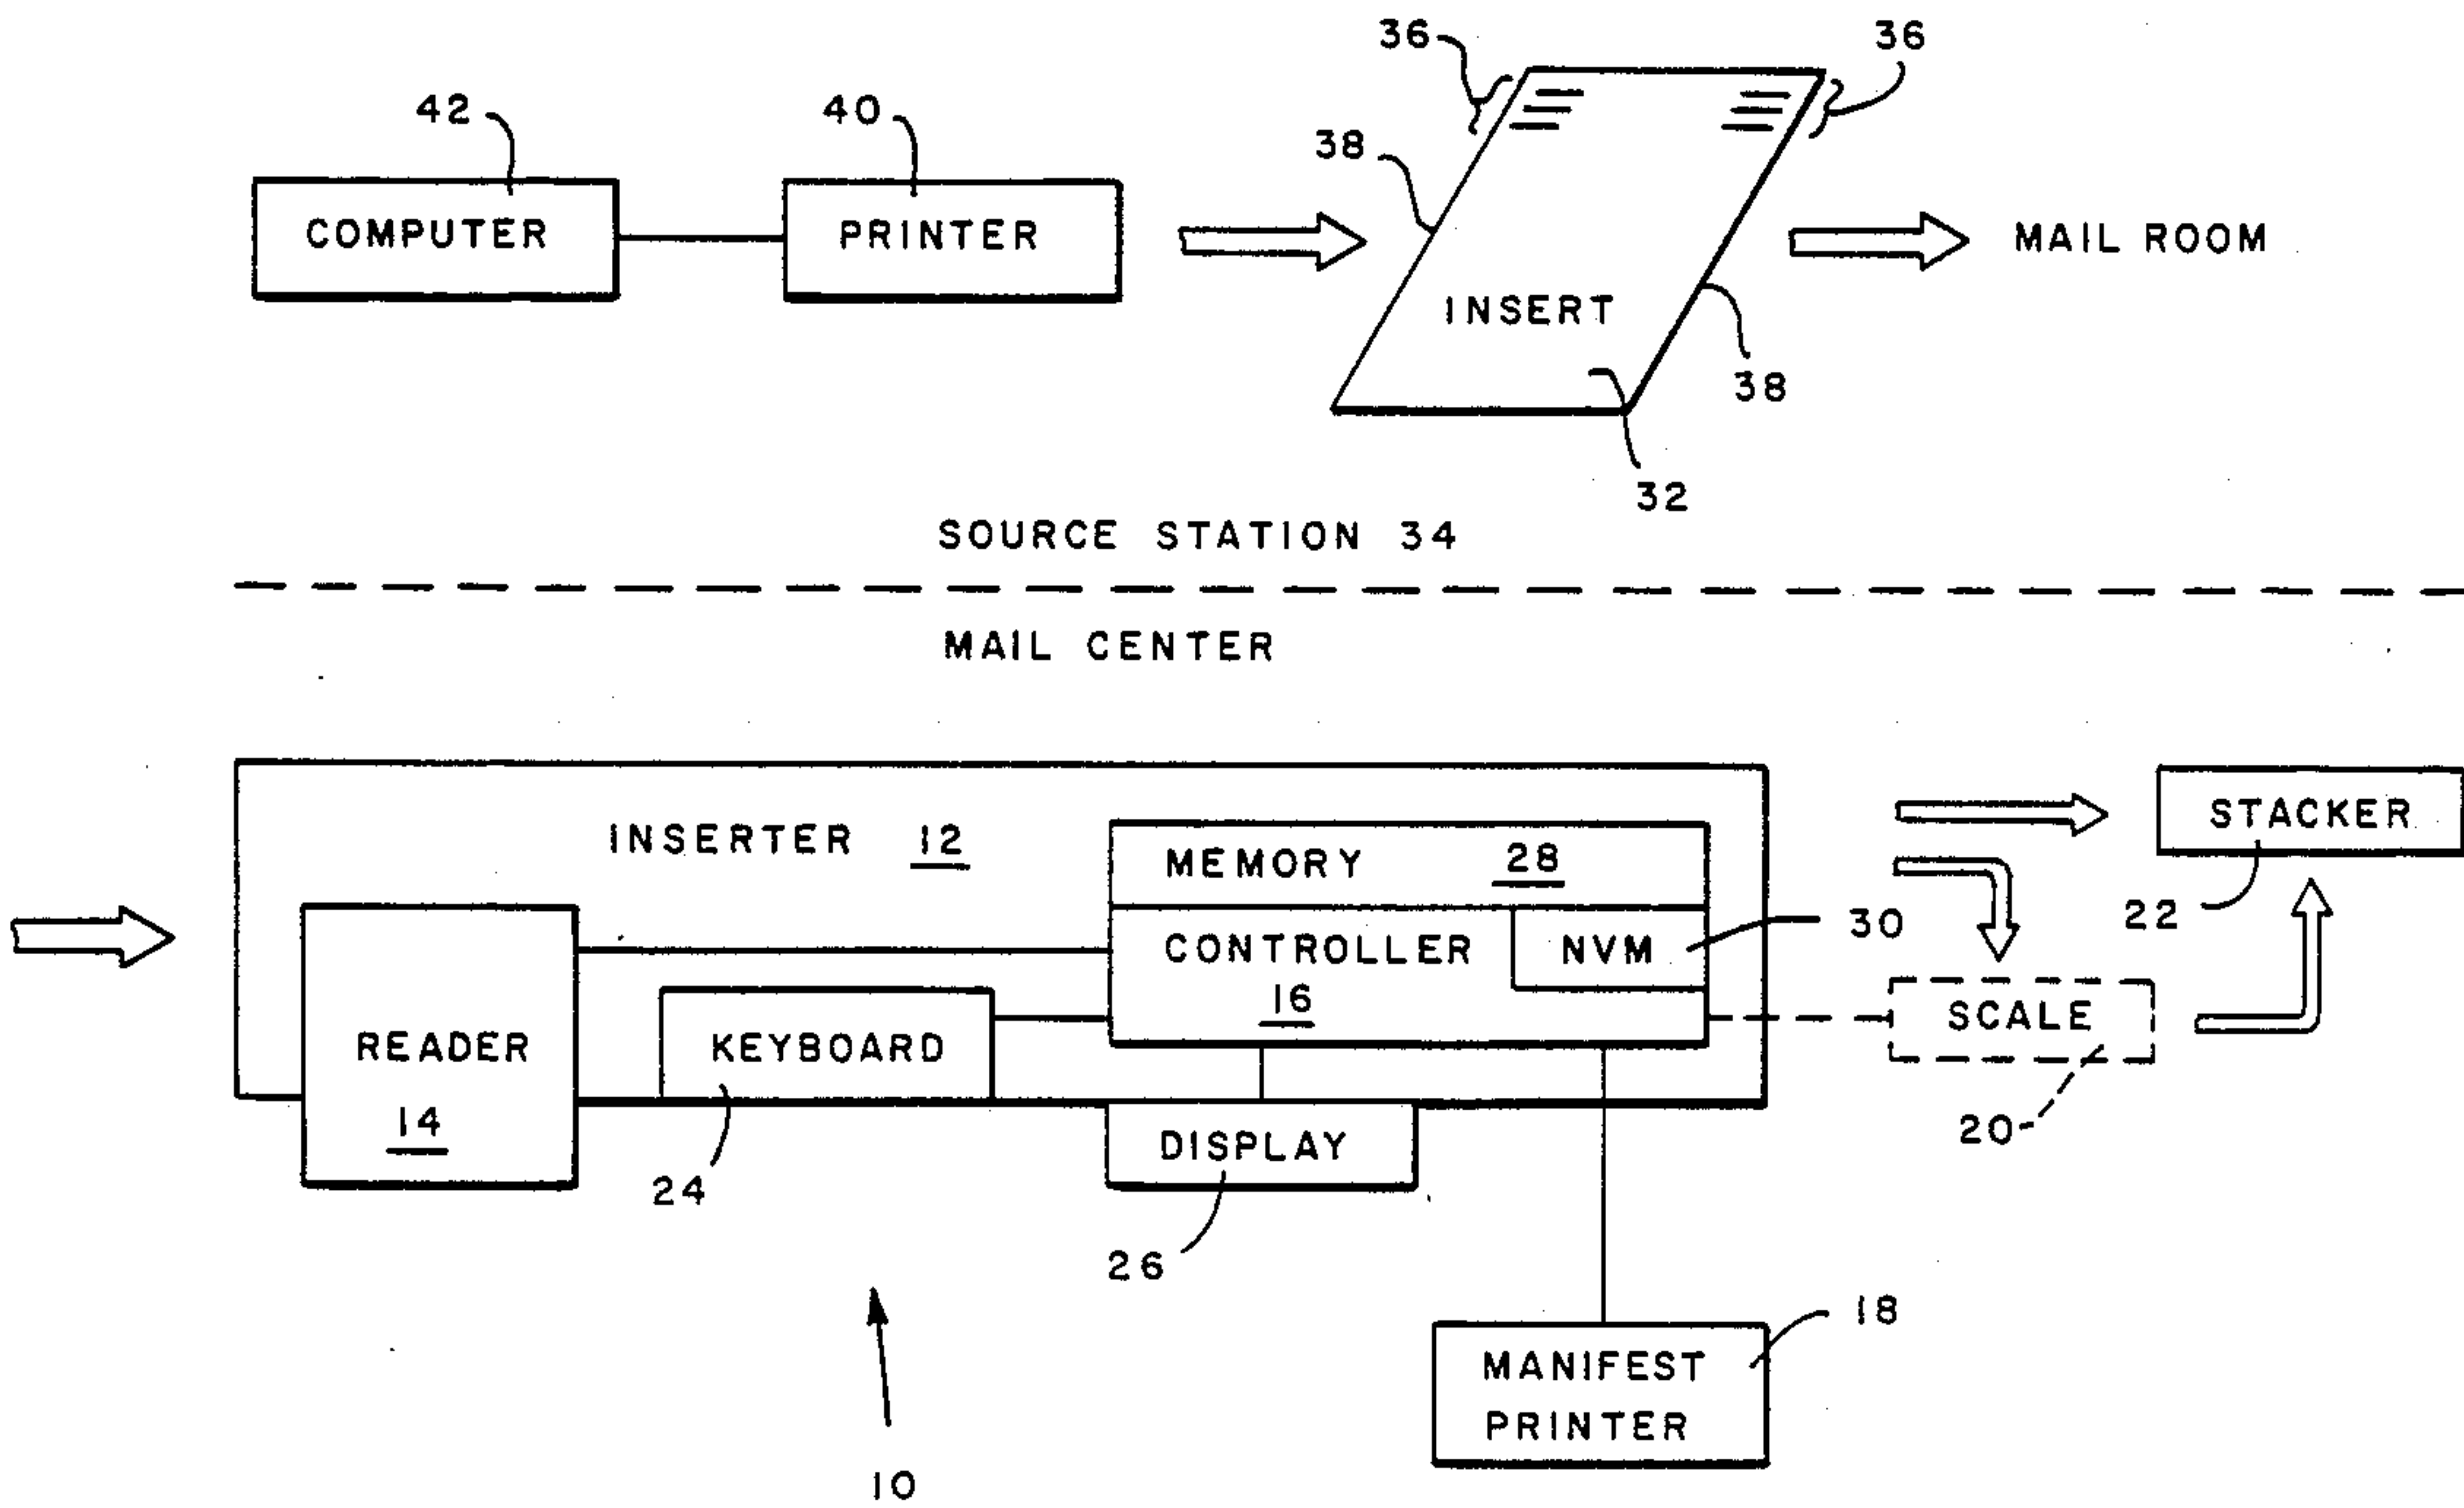 36
36
42
40
38
COMPUTER
PRINTER
MAIL ROOM
INSERT
38
32
SOURCE STATION 34
MAIL CENTER
INSERTER 12
MEMORY 28
STACKER
22
CONTROLLER
NVM
30
16
SCALE
READER
KEYBOARD
14
20
24
DISPLAY
26
18
MANIFEST
PRINTER
10